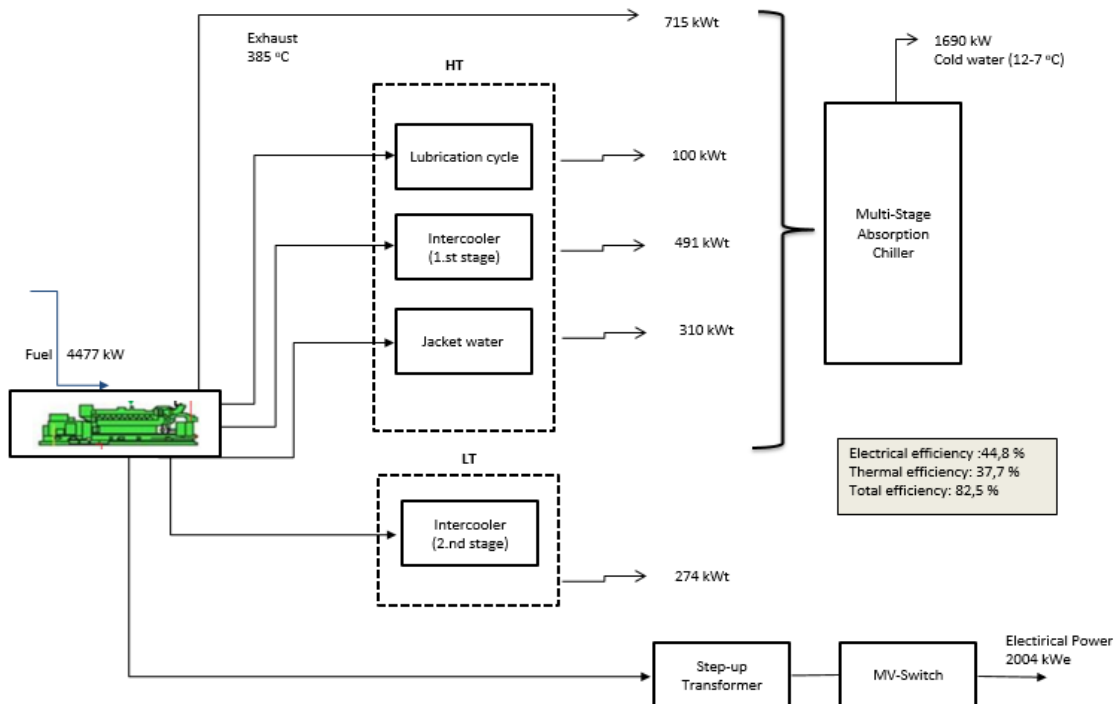 715 kWt
Exhaust
385 °C
1690 kW
Cold water (12-7 °C)
HT
Lubrication cycle
100 kWt
Intercooler
(1.st stage)
491 kWt
Multi-Stage
Absorption
Chiller
Jacket water
310 kWt
Fuel 4477 kW
Electrical efficiency :44,8 %
Thermal efficiency: 37,7 %
Total efficiency: 82,5 %
LT
Intercooler
(2.nd stage)
274 kWt
Step-up
Transformer
MV-Switch
Electirical Power
2004 kWe